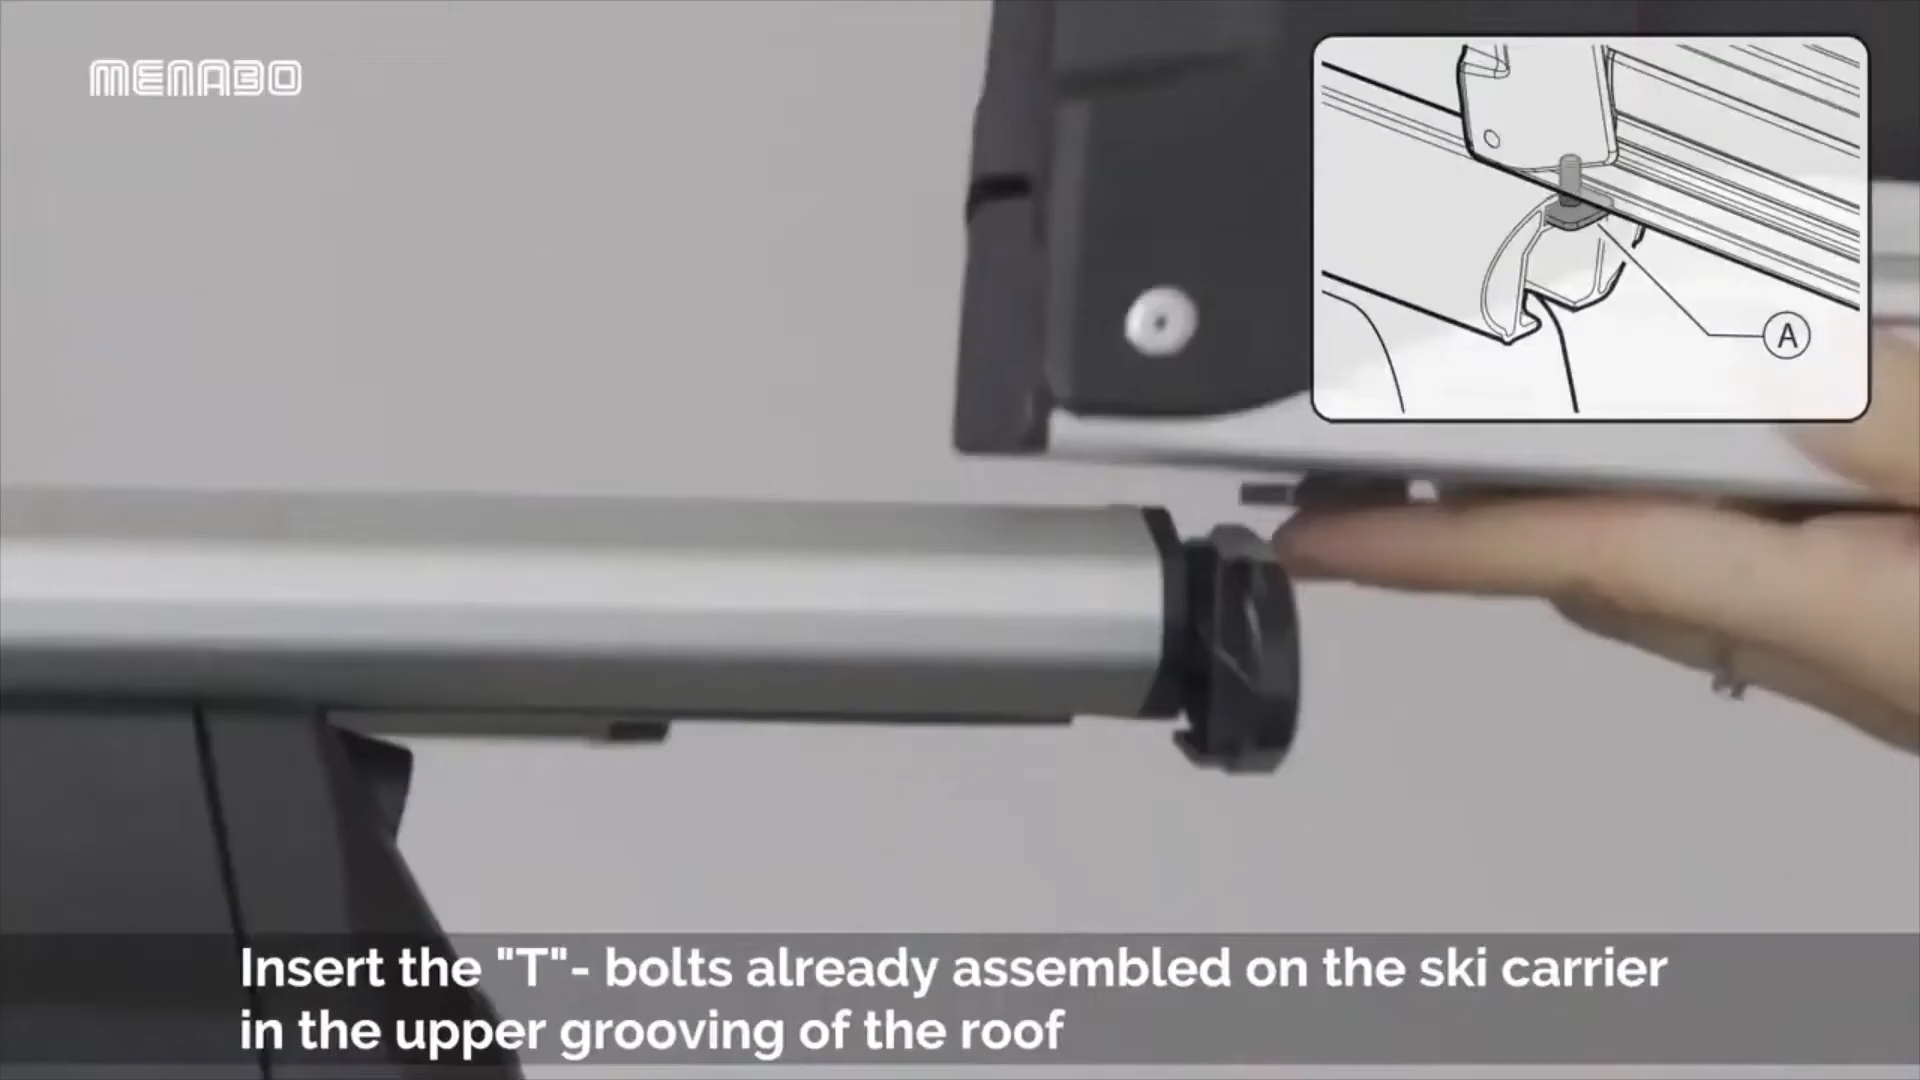 MENABO
A
Insert the "T"- bolts already assembled on the ski carrier
in the upper grooving of the roof